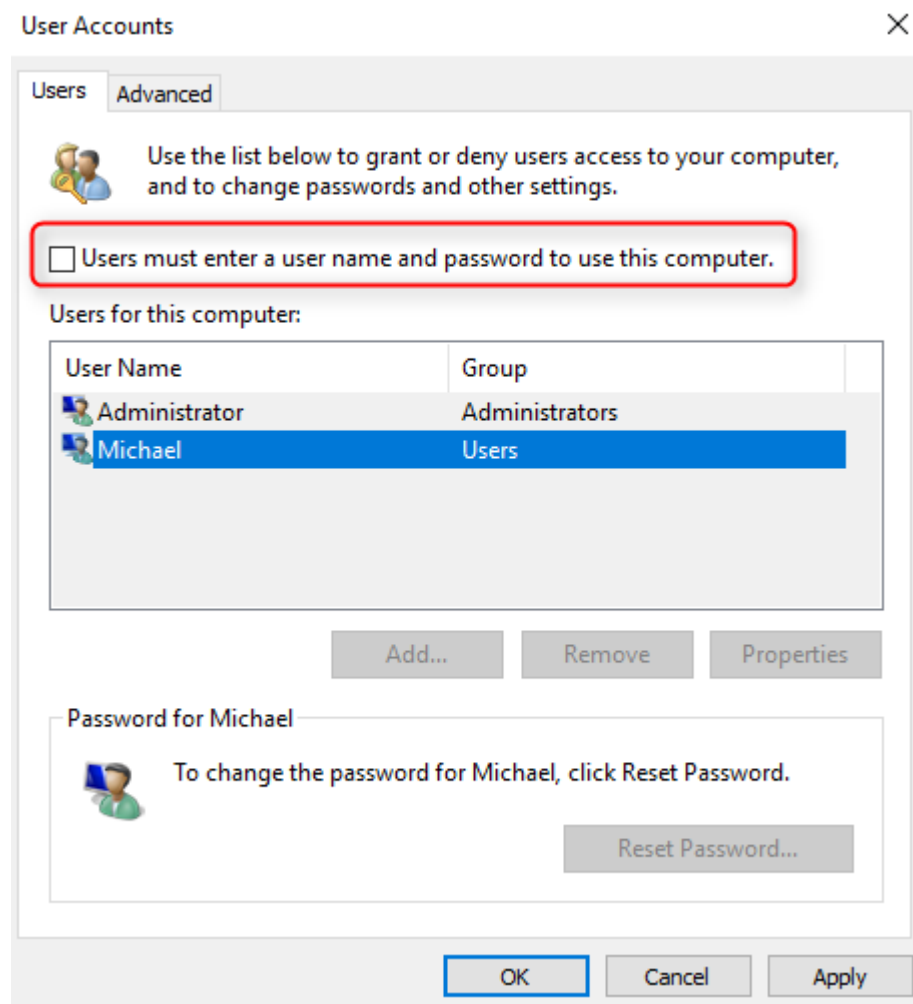 User Accounts
Users
Advanced
Use the list below to grant or deny users access to your computer,
and to change passwords and other settings.
Users must enter a user name and password to use this computer.
Users for this computer:
User Name Group
Administrator Administrators
Michael Users
Add... Remove Properties
Password for Michael
To change the password for Michael, click Reset Password.
Reset Password...
OK Cancel Apply